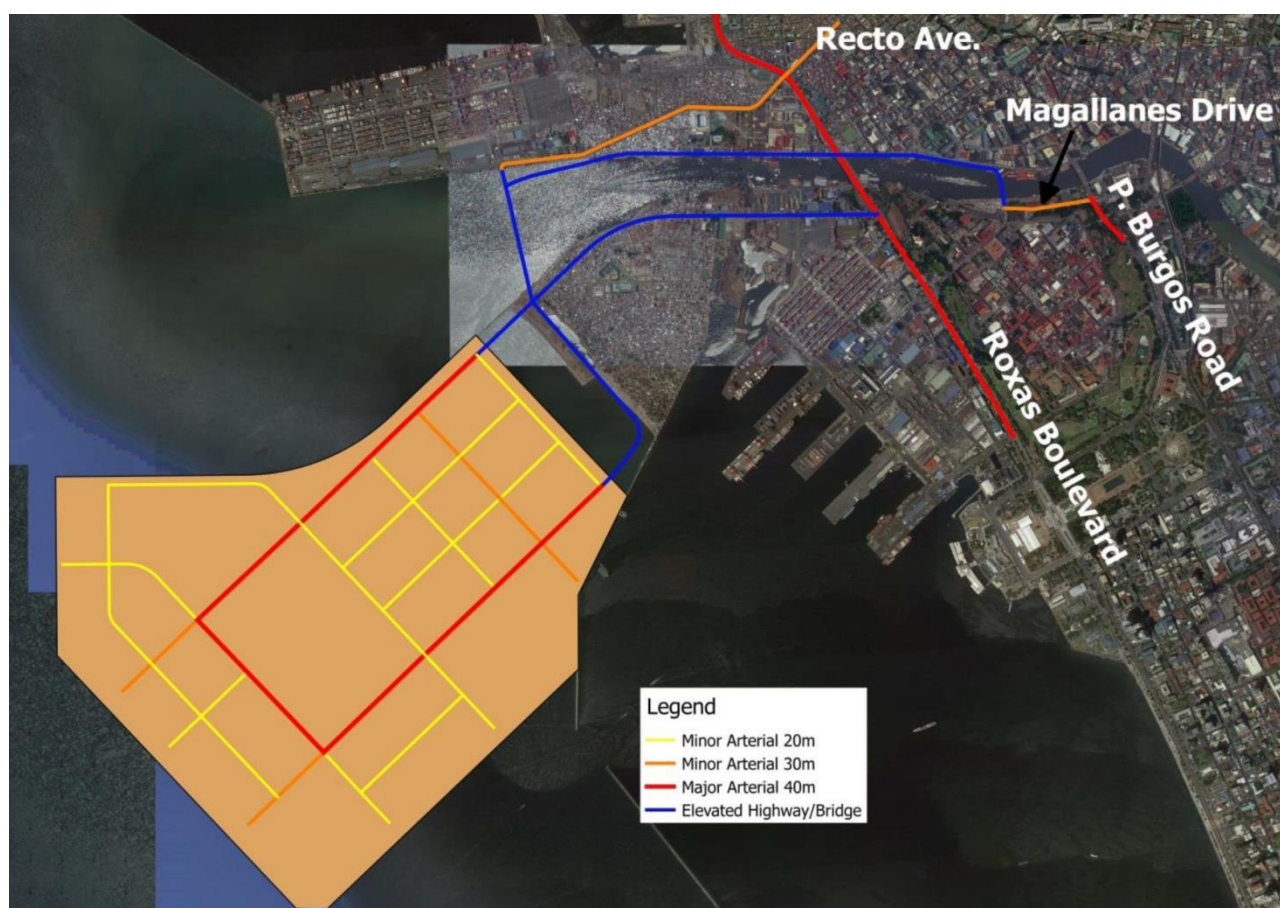 Recto Ave.
Magallanes Drive
P. Burgos Road
Roxas Boulevard
Legend
Minor Arterial 20m
Minor Arterial 30m
Major Arterial 40m
Elevated Highway/Bridge